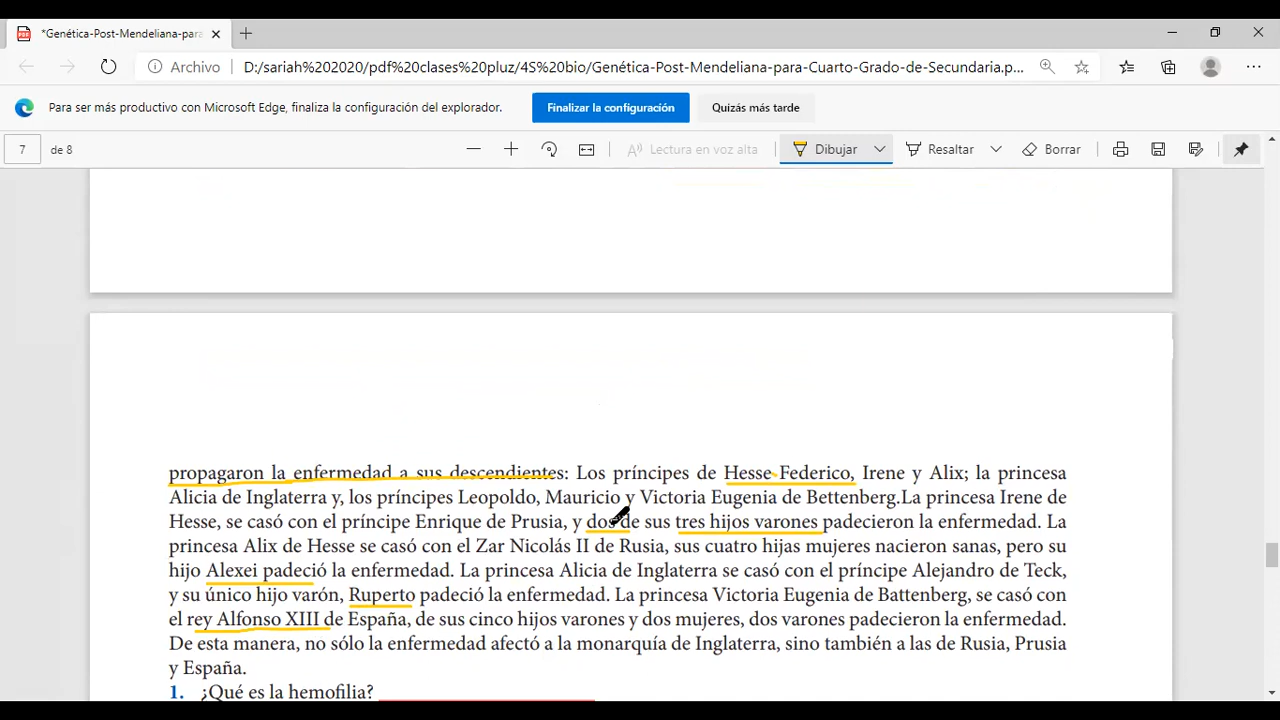 *Genética-Post-Mendeliana-para-
Archivo D:/sariah%202020/pdf%20clases%20pluz/4S%20bio/Genética-Post-Mendeliana-para-Cuarto-Grado-de-Secundaria.p...
Para ser más productivo con Microsoft Edge, finaliza la configuración del explorador. Finalizar la configuración Quizás más tarde
7 de 8 Lectura en voz alta Dibujar Resaltar Borrar
propagaron la enfermedad a sus descendientes: Los príncipes de Hesse-Federico, Irene y Alix; la princesa
Alicia de Inglaterra y, los príncipes Leopoldo, Mauricio y Victoria Eugenia de Bettenberg.La princesa Irene de
Hesse, se casó con el príncipe Enrique de Prusia, y dos de sus tres hijos varones padecieron la enfermedad. La
princesa Alix de Hesse se casó con el Zar Nicolás II de Rusia, sus cuatro hijas mujeres nacieron sanas, pero su
hijo Alexei padeció la enfermedad. La princesa Alicia de Inglaterra se casó con el príncipe Alejandro de Teck,
y su único hijo varón, Ruperto padeció la enfermedad. La princesa Victoria Eugenia de Battenberg, se casó con
el rey Alfonso XIII de España, de sus cinco hijos varones y dos mujeres, dos varones padecieron la enfermedad.
De esta manera, no sólo la enfermedad afectó a la monarquía de Inglaterra, sino también a las de Rusia, Prusia
y España.
1. ¿Qué es la hemofilia?